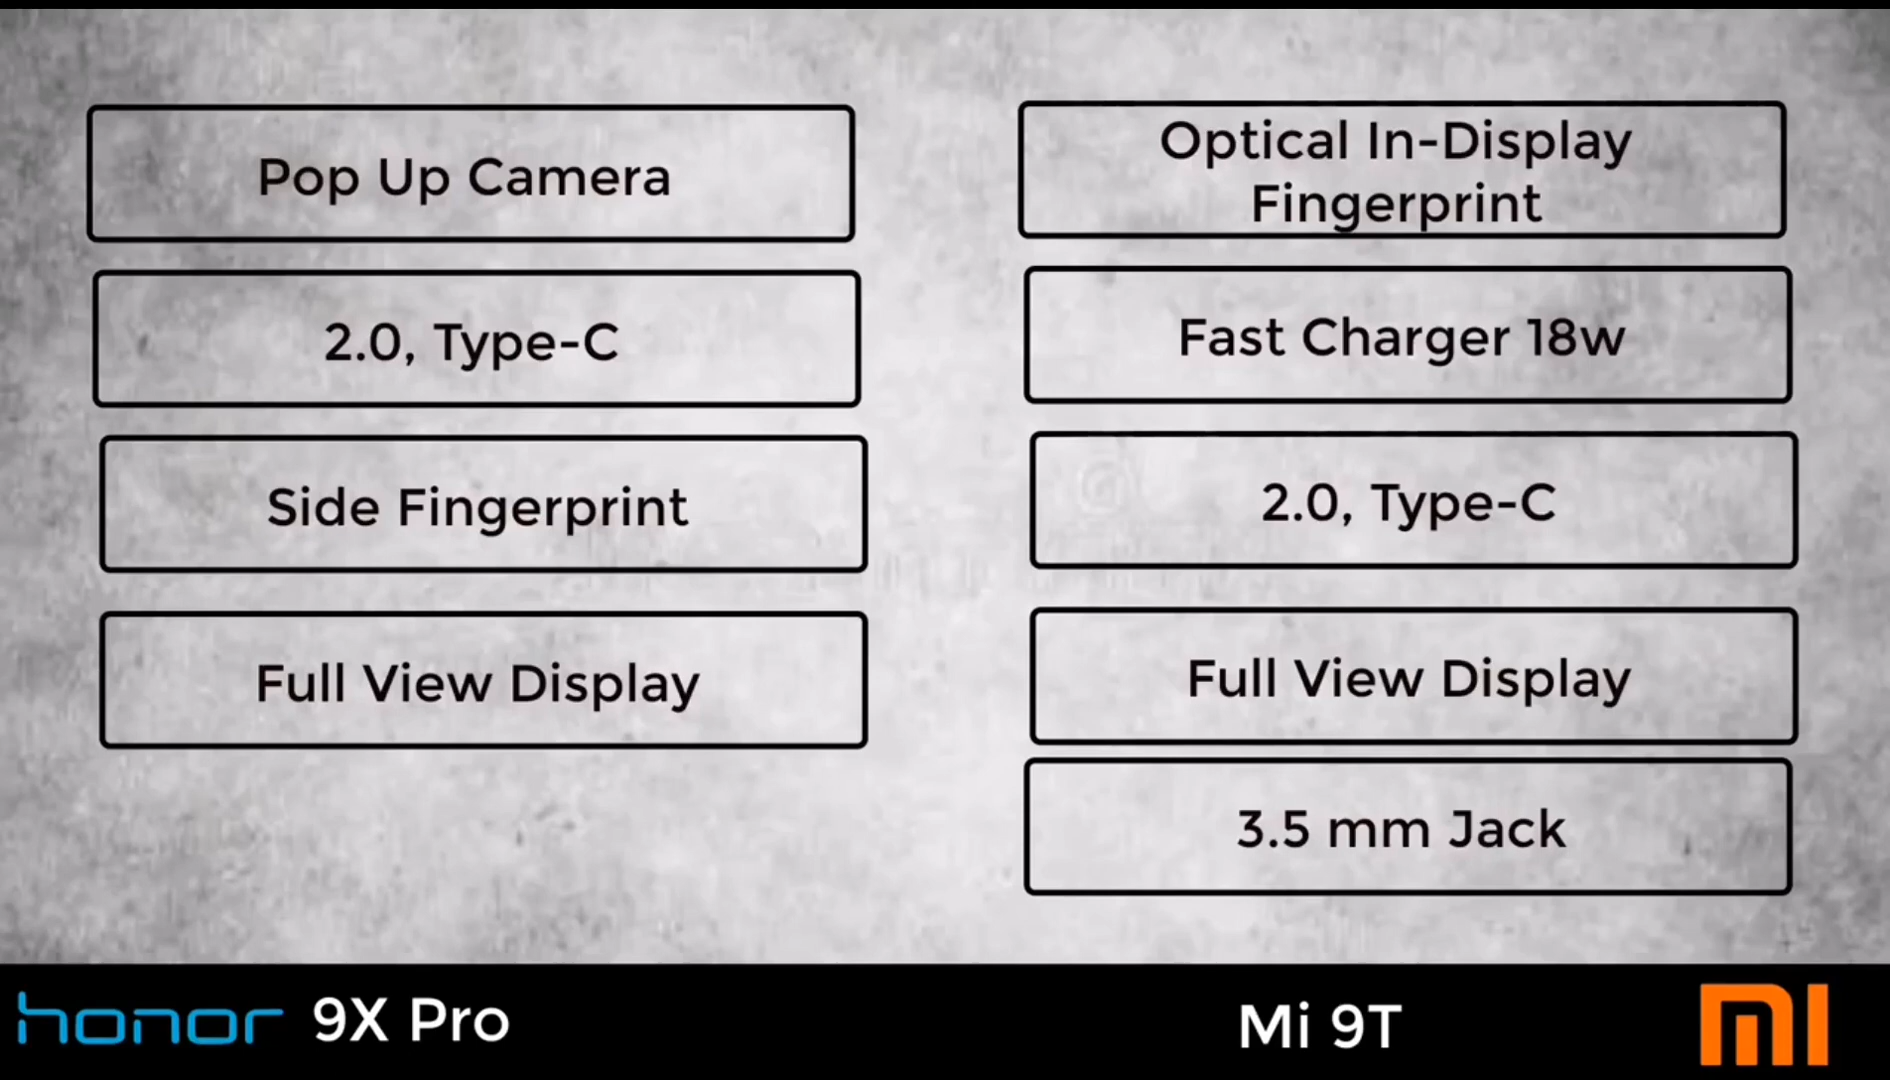 Pop Up Camera
2.0, Type-C
Side Fingerprint
Full View Display
Optical In-Display
Fingerprint
Fast Charger 18w
2.0, Type-C
Full View Display
3.5 mm Jack
honor 9X Pro
Mi 9T
MI